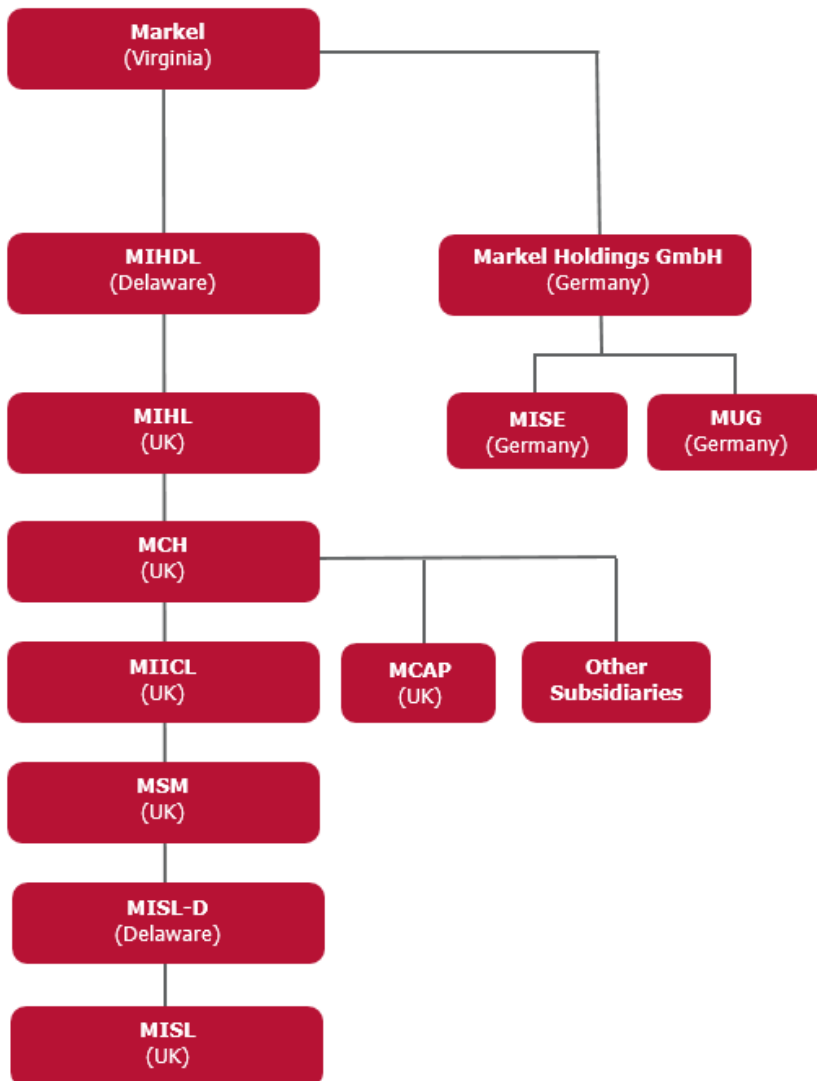 Markel
(Virginia)
MIHDL
(Delaware)
Markel Holdings GmbH
(Germany)
MIHL
(UK)
MISE
(Germany)
MUG
(Germany)
MCH
(UK)
MIICL
(UK)
MCAP
(UK)
Other
Subsidiaries
MSM
(UK)
MISL-D
(Delaware)
MISL
(UK)